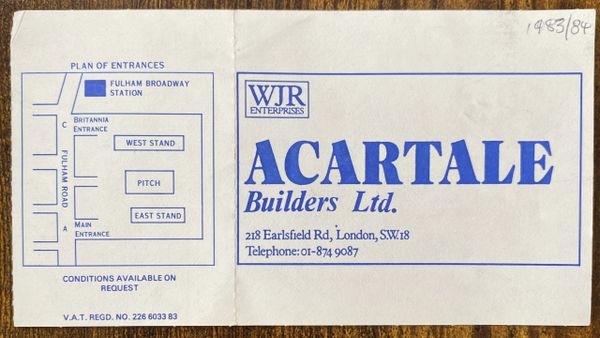 1983/84
PLAN OF ENTRANCES
FULHAM BROADWAY
STATION
C
BRITANNIA
ENTRANCE
WEST STAND
FULHAM ROAD
PITCH
EAST STAND
A
MAIN
ENTRANCE
CONDITIONS AVAILABLE ON
REQUEST
V.A.T. REGD. NO. 226 6033 83
WJR
ENTERPRISES
ACARTALE
Builders Ltd.
218 Earlsfield Rd, London, S.W.18
Telephone: 01-874 9087